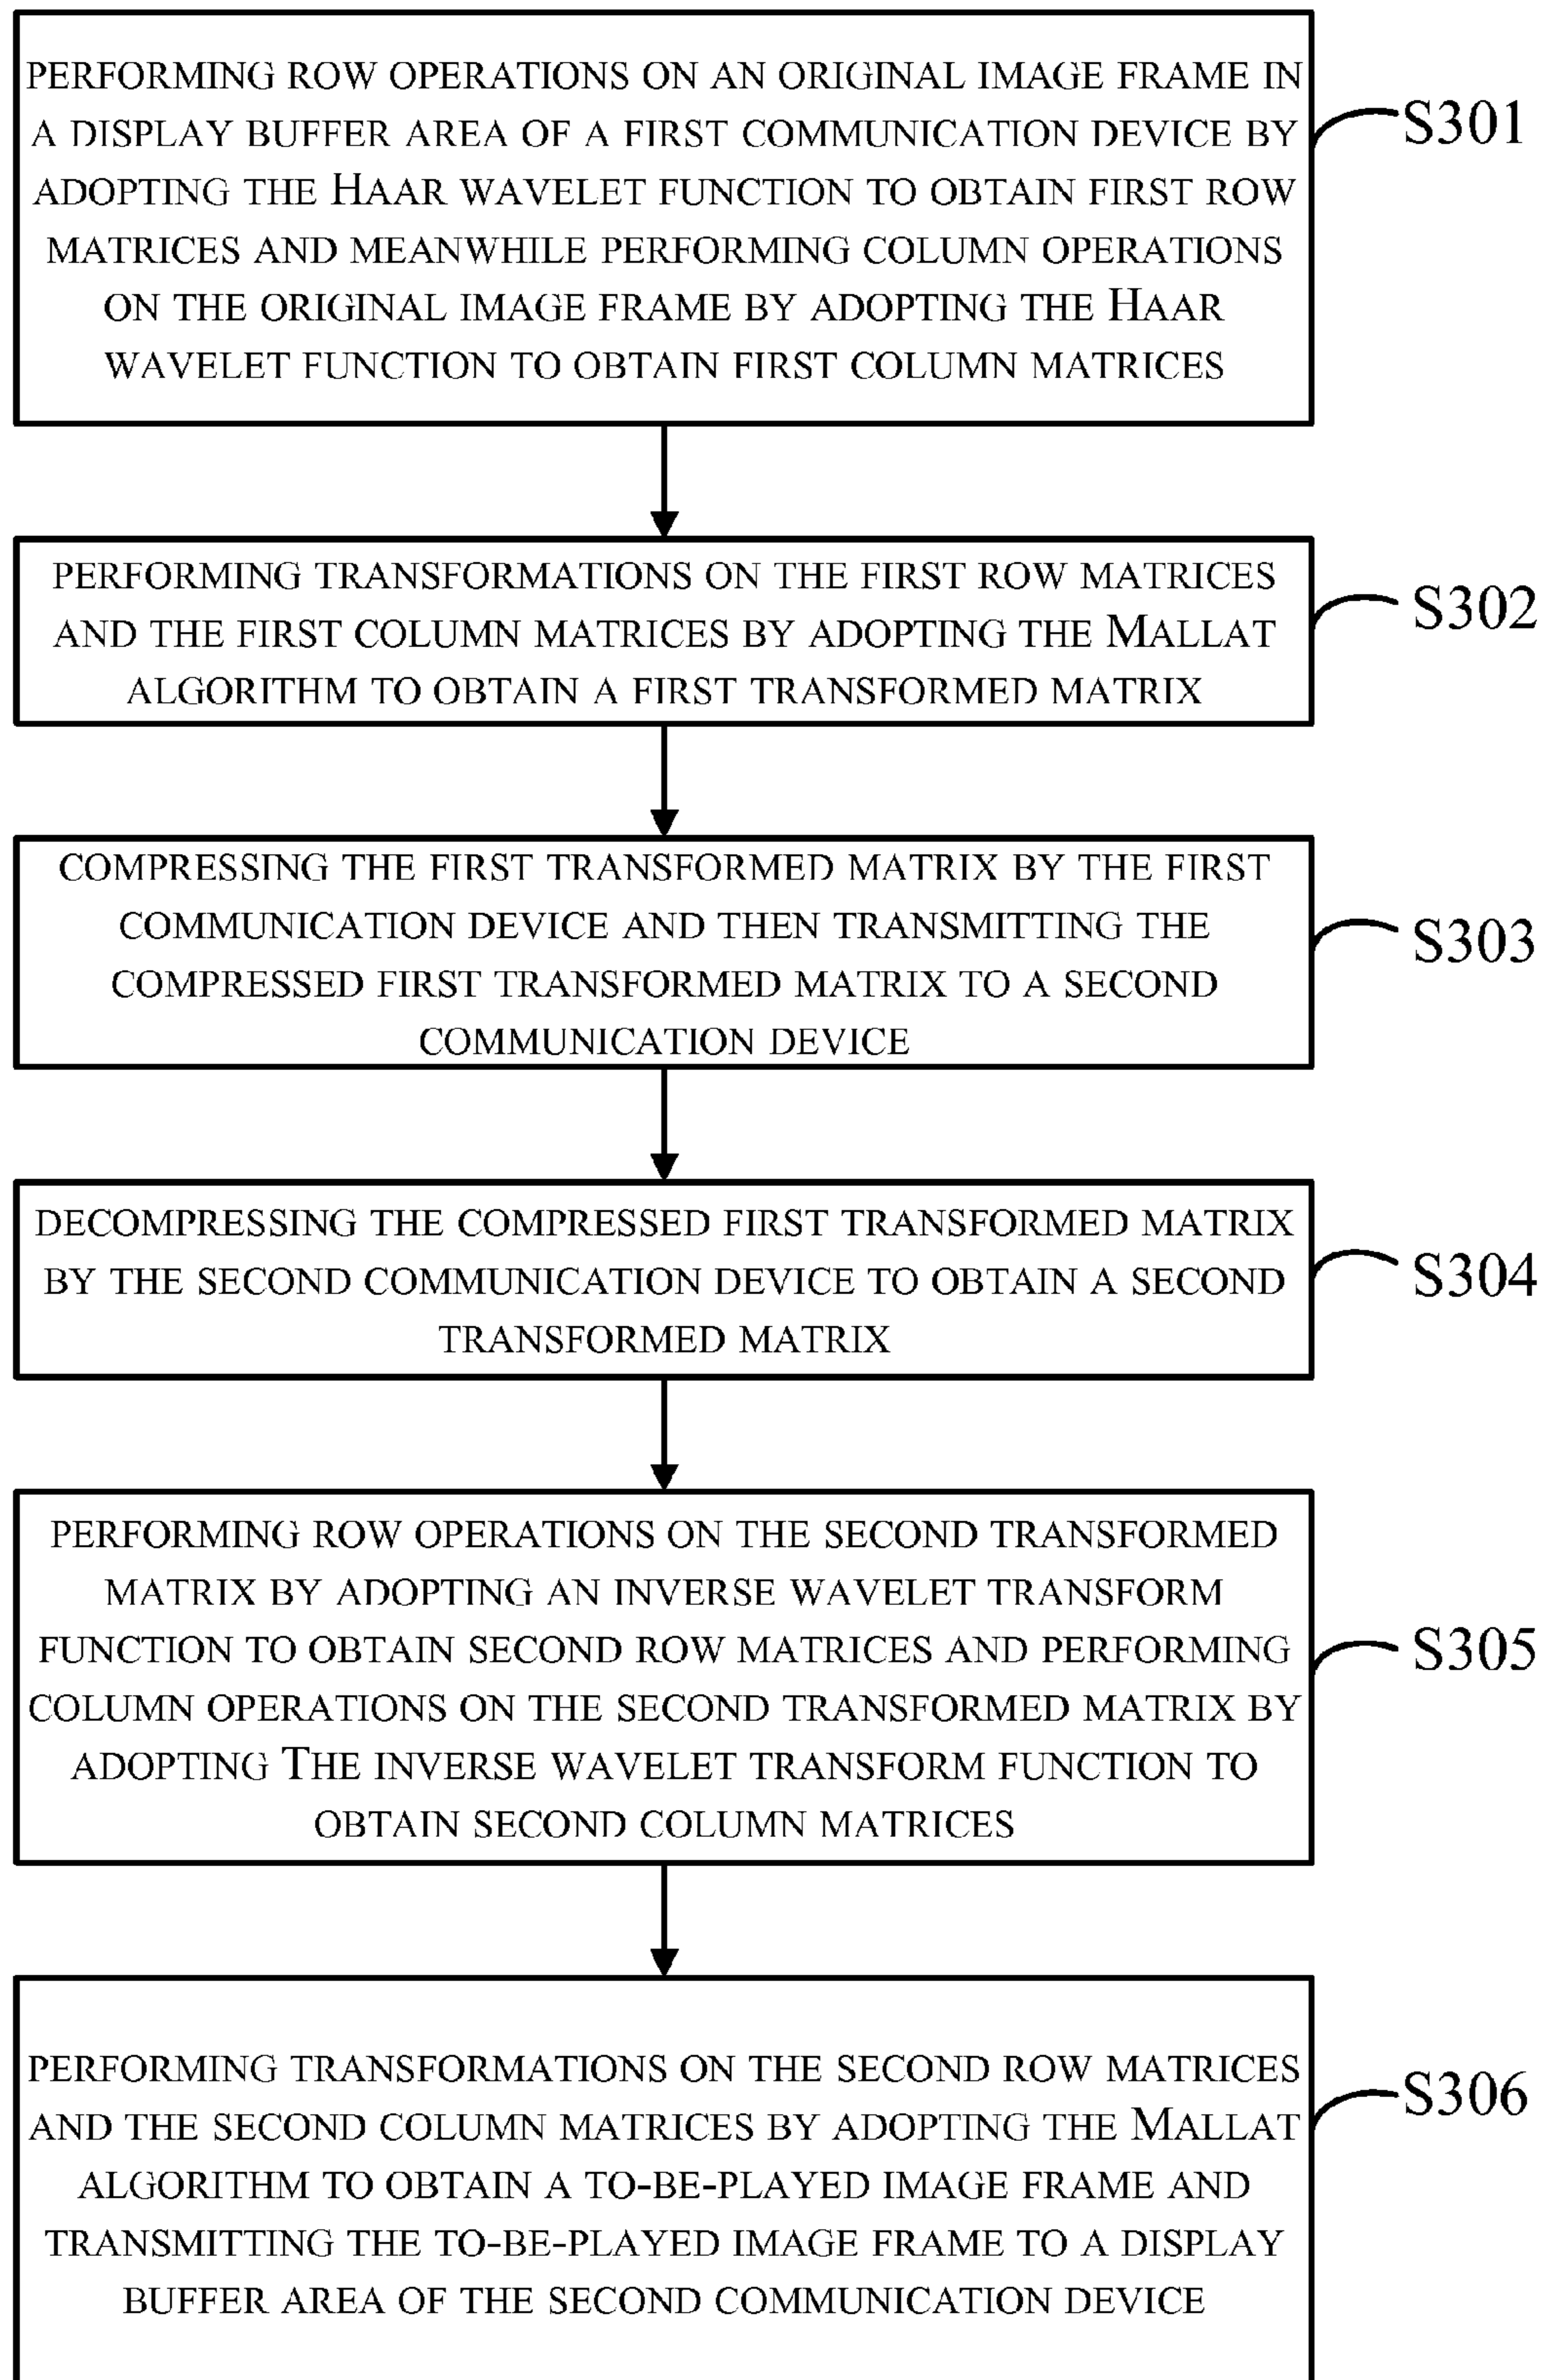 PERFORMING ROW OPERATIONS ON AN ORIGINAL IMAGE FRAME IN
A DISPLAY BUFFER AREA OF A FIRST COMMUNICATION DEVICE BY
ADOPTING THE HAAR WAVELET FUNCTION TO OBTAIN FIRST ROW
MATRICES AND MEANWHILE PERFORMING COLUMN OPERATIONS
ON THE ORIGINAL IMAGE FRAME BY ADOPTING THE HAAR
WAVELET FUNCTION TO OBTAIN FIRST COLUMN MATRICES
S301
PERFORMING TRANSFORMATIONS ON THE FIRST ROW MATRICES
AND THE FIRST COLUMN MATRICES BY ADOPTING THE MALLAT
ALGORITHM TO OBTAIN A FIRST TRANSFORMED MATRIX
S302
COMPRESSING THE FIRST TRANSFORMED MATRIX BY THE FIRST
COMMUNICATION DEVICE AND THEN TRANSMITTING THE
COMPRESSED FIRST TRANSFORMED MATRIX TO A SECOND
COMMUNICATION DEVICE
S303
DECOMPRESSING THE COMPRESSED FIRST TRANSFORMED MATRIX
BY THE SECOND COMMUNICATION DEVICE TO OBTAIN A SECOND
TRANSFORMED MATRIX
S304
PERFORMING ROW OPERATIONS ON THE SECOND TRANSFORMED
MATRIX BY ADOPTING AN INVERSE WAVELET TRANSFORM
FUNCTION TO OBTAIN SECOND ROW MATRICES AND PERFORMING
COLUMN OPERATIONS ON THE SECOND TRANSFORMED MATRIX BY
ADOPTING THE INVERSE WAVELET TRANSFORM FUNCTION TO
OBTAIN SECOND COLUMN MATRICES
S305
PERFORMING TRANSFORMATIONS ON THE SECOND ROW MATRICES
AND THE SECOND COLUMN MATRICES BY ADOPTING THE MALLAT
ALGORITHM TO OBTAIN A TO-BE-PLAYED IMAGE FRAME AND
TRANSMITTING THE TO-BE-PLAYED IMAGE FRAME TO A DISPLAY
BUFFER AREA OF THE SECOND COMMUNICATION DEVICE
S306